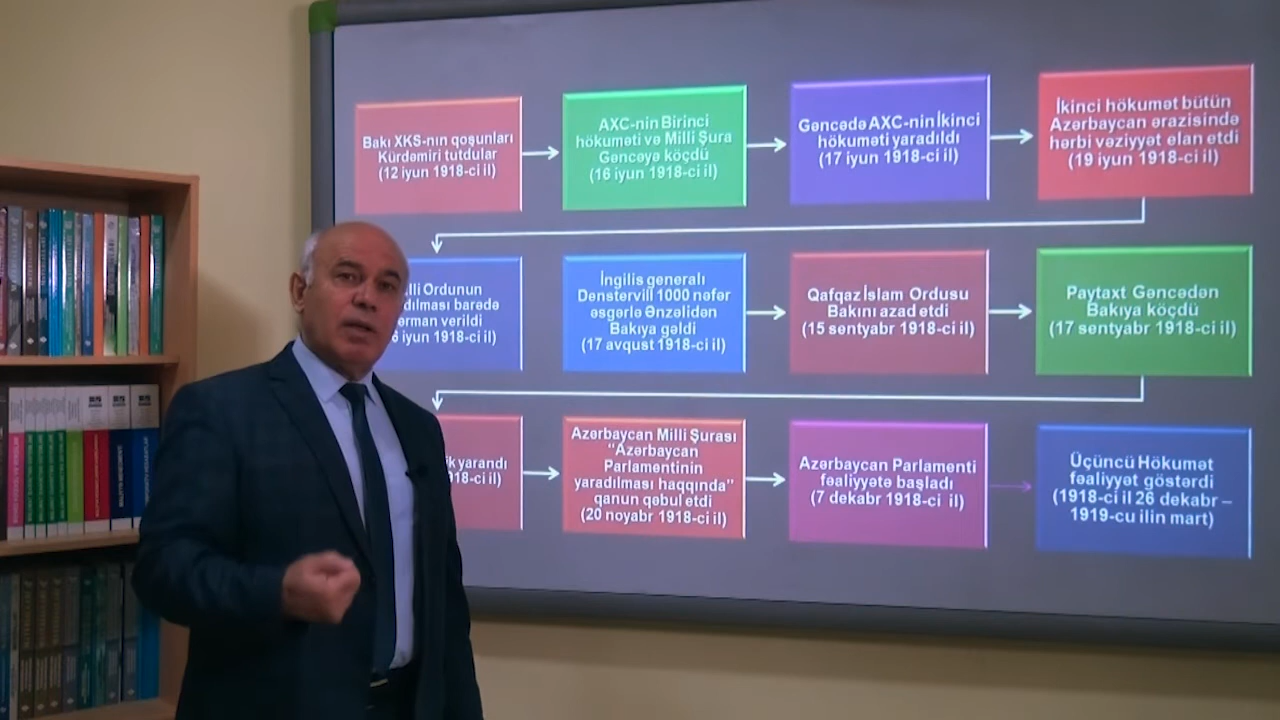 Bakı XKS-nın qoşunları
Kürdəmiri tutdular
(12 iyun 1918-ci il)
AXC-nin Birinci
hökuməti və Milli Şura
Gəncəyə köçdü
(16 iyun 1918-ci il)
Gəncədə AXC-nin İkinci
hökuməti yaradıldı
(17 iyun 1918-ci il)
İkinci hökumət bütün
Azərbaycan ərazisində
hərbi vəziyyət elan etdi
(19 iyun 1918-ci il)
Ordunun
barədə
verildi
iyun 1918-ci il)
İngilis generalı
Denstervill 1000 nəfər
əsgərlə Ənzəlidən
Bakıya gəldi
(17 avqust 1918-ci il)
Qafqaz İslam Ordusu
Bakını azad etdi
(15 sentyabr 1918-ci il)
Paytaxt Gəncədən
Bakıya köçdü
(17 sentyabr 1918-ci il)
yarandı
18-ci il)
Azərbaycan Milli Şurası
"Azərbaycan
Parlamentinin
yaradılması haqqında"
qanun qəbul etdi
(20 noyabr 1918-ci il)
Azərbaycan Parlamenti
fəaliyyətə başladı
(7 dekabr 1918-ci il)
Üçüncü Hökumət
fəaliyyət göstərdi
(1918-ci il 26 dekabr –
1919-cu ilin mart)